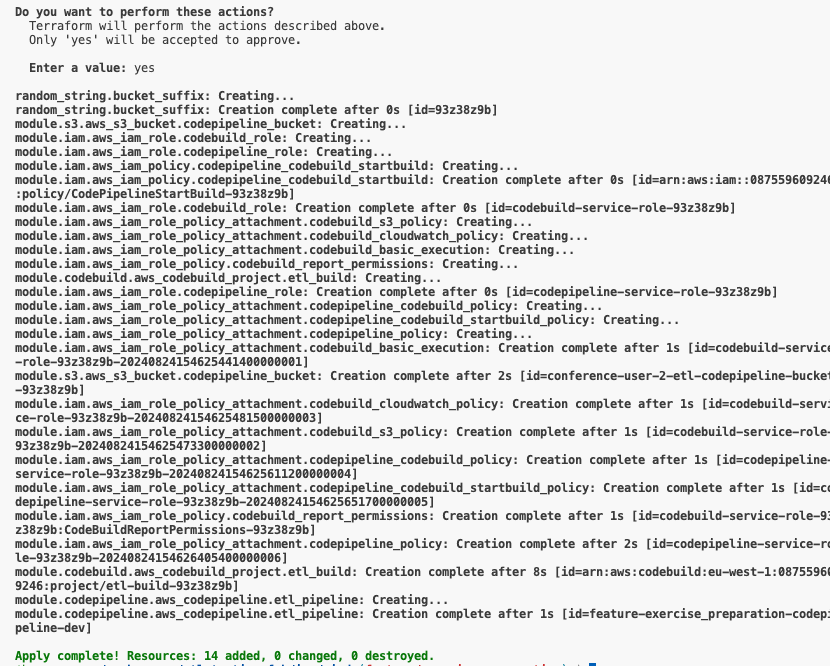 Do you want to perform these actions?
Terraform will perform the actions described above.
Only 'yes' will be accepted to approve.
Enter a value: yes
random_string.bucket_suffix: Creating...
random_string.bucket_suffix: Creation complete after 0s [id=93z38z9b]
module.s3.aws_s3_bucket.codepipeline_bucket: Creating...
module.iam.aws_iam_role.codebuild_role: Creating...
module.iam.aws_iam_role.codepipeline_role: Creating...
module.iam.aws_iam_policy.codepipeline_codebuild_startbuild: Creating...
module.iam.aws_iam_policy.codepipeline_codebuild_startbuild: Creation complete after 0s [id=arn:aws:iam::087559609246
:policy/CodePipelineStartBuild-93z38z9b]
module.iam.aws_iam_role.codebuild_role: Creation complete after 0s [id=codebuild-service-role-93z38z9b]
module.iam.aws_iam_role_policy_attachment.codebuild_s3_policy: Creating...
module.iam.aws_iam_role_policy_attachment.codebuild_cloudwatch_policy: Creating...
module.iam.aws_iam_role_policy_attachment.codebuild_basic_execution: Creating...
module.iam.aws_iam_role_policy.codebuild_report_permissions: Creating...
module.codebuild.aws_codebuild_project.etl_build: Creating...
module.iam.aws_iam_role.codepipeline_role: Creation complete after 0s [id=codepipeline-service-role-93z38z9b]
module.iam.aws_iam_role_policy_attachment.codepipeline_codebuild_policy: Creating...
module.iam.aws_iam_role_policy_attachment.codepipeline_codebuild_startbuild_policy: Creating...
module.iam.aws_iam_role_policy_attachment.codepipeline_policy: Creating...
module.iam.aws_iam_role_policy_attachment.codebuild_basic_execution: Creation complete after 1s [id=codebuild-service
-role-93z38z9b-20240824154625441400000001]
module.s3.aws_s3_bucket.codepipeline_bucket: Creation complete after 2s [id=conference-user-2-etl-codepipeline-bucket
-93z38z9b]
module.iam.aws_iam_role_policy_attachment.codebuild_cloudwatch_policy: Creation complete after 1s [id=codebuild-servi
ce-role-93z38z9b-20240824154625481500000003]
module.iam.aws_iam_role_policy_attachment.codebuild_s3_policy: Creation complete after 1s [id=codebuild-service-role-
93z38z9b-20240824154625473300000002]
module.iam.aws_iam_role_policy_attachment.codepipeline_codebuild_policy: Creation complete after 1s [id=codepipeline-
service-role-93z38z9b-20240824154625611200000004]
module.iam.aws_iam_role_policy_attachment.codepipeline_codebuild_startbuild_policy: Creation complete after 1s [id=co
depipeline-service-role-93z38z9b-20240824154625651700000005]
module.iam.aws_iam_role_policy.codebuild_report_permissions: Creation complete after 1s [id=codebuild-service-role-93
z38z9b:CodeBuildReportPermissions-93z38z9b]
module.iam.aws_iam_role_policy_attachment.codepipeline_policy: Creation complete after 2s [id=codepipeline-service-ro
le-93z38z9b-20240824154626405400000006]
module.codebuild.aws_codebuild_project.etl_build: Creation complete after 8s [id=arn:aws:codebuild:eu-west-1:08755960
9246:project/etl-build-93z38z9b]
module.codepipeline.aws_codepipeline.etl_pipeline: Creating...
module.codepipeline.aws_codepipeline.etl_pipeline: Creation complete after 1s [id=feature-exercise_preparation-codepi
peline-dev]
Apply complete! Resources: 14 added, 0 changed, 0 destroyed.